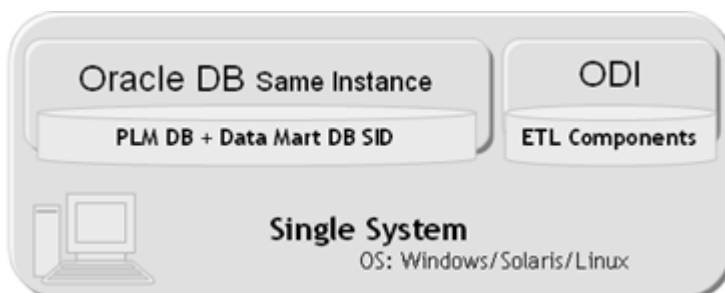 Oracle DB Same Instance
PLM DB + Data Mart DB SID
ODI
ETL Components
Single System
OS: Windows/Solaris/Linux